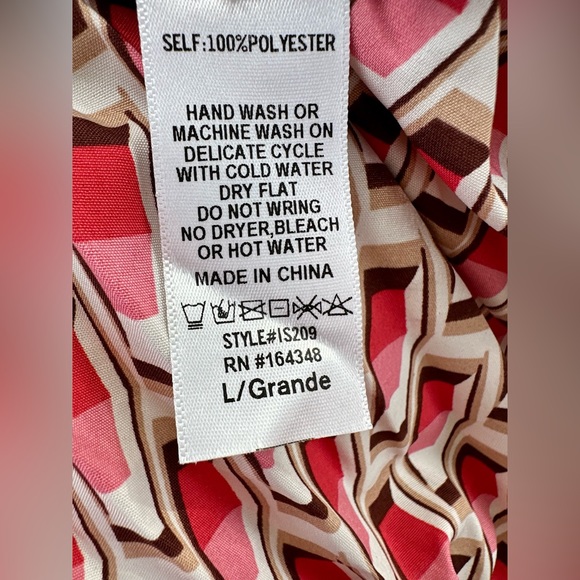 SELF:100%POLYESTER
HAND WASH OR
MACHINE WASH ON
DELICATE CYCLE
WITH COLD WATER
DRY FLAT
DO NOT WRING
NO DRYER,BLEACH
OR HOT WATER
MADE IN CHINA
STYLE#IS209
RN #164348
L/Grande